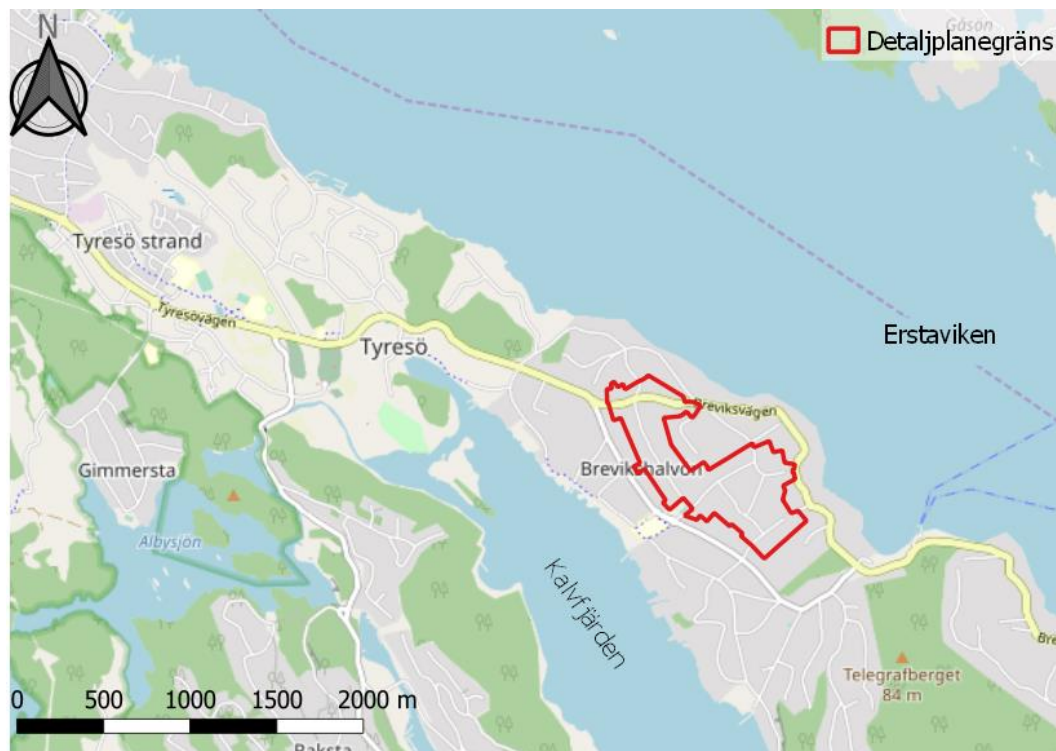 N
Detaljplanegräns
Gåsön
Tyresö strand
Tyresövägen
Tyresö
Erstaviken
Breviksvägen
Brevikshalvön
Gimmersta
Albysjön
Kalvfjärden
Telegrafberget
84 m
0 500 1000 1500 2000 m